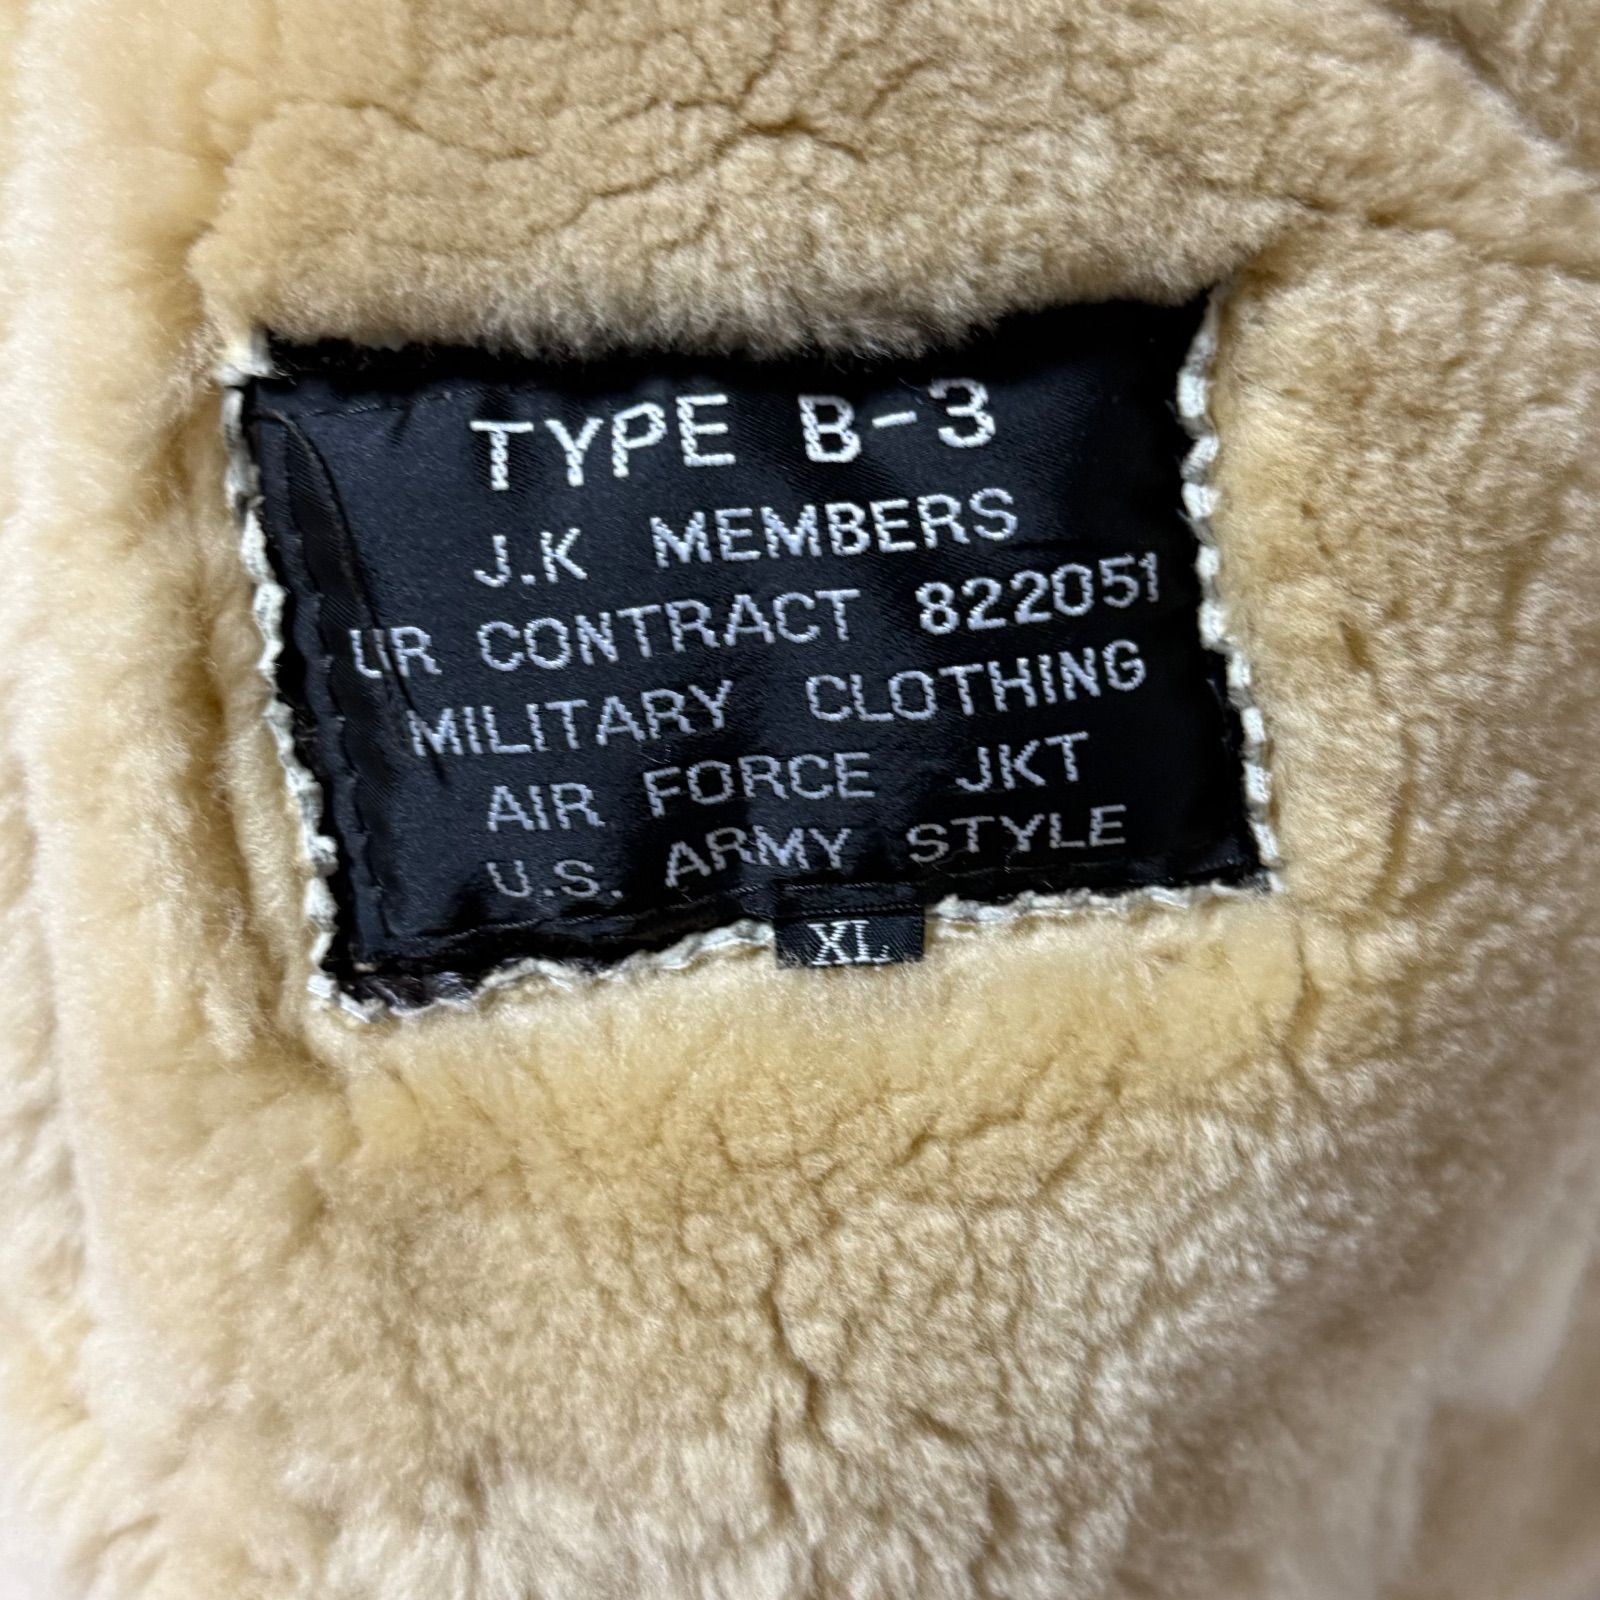 TYPE B-3
J.K MEMBERS
UR CONTRACT 822051
MILITARY CLOTHING
AIR FORCE JKT
U.S. ARMY STYLE
XL